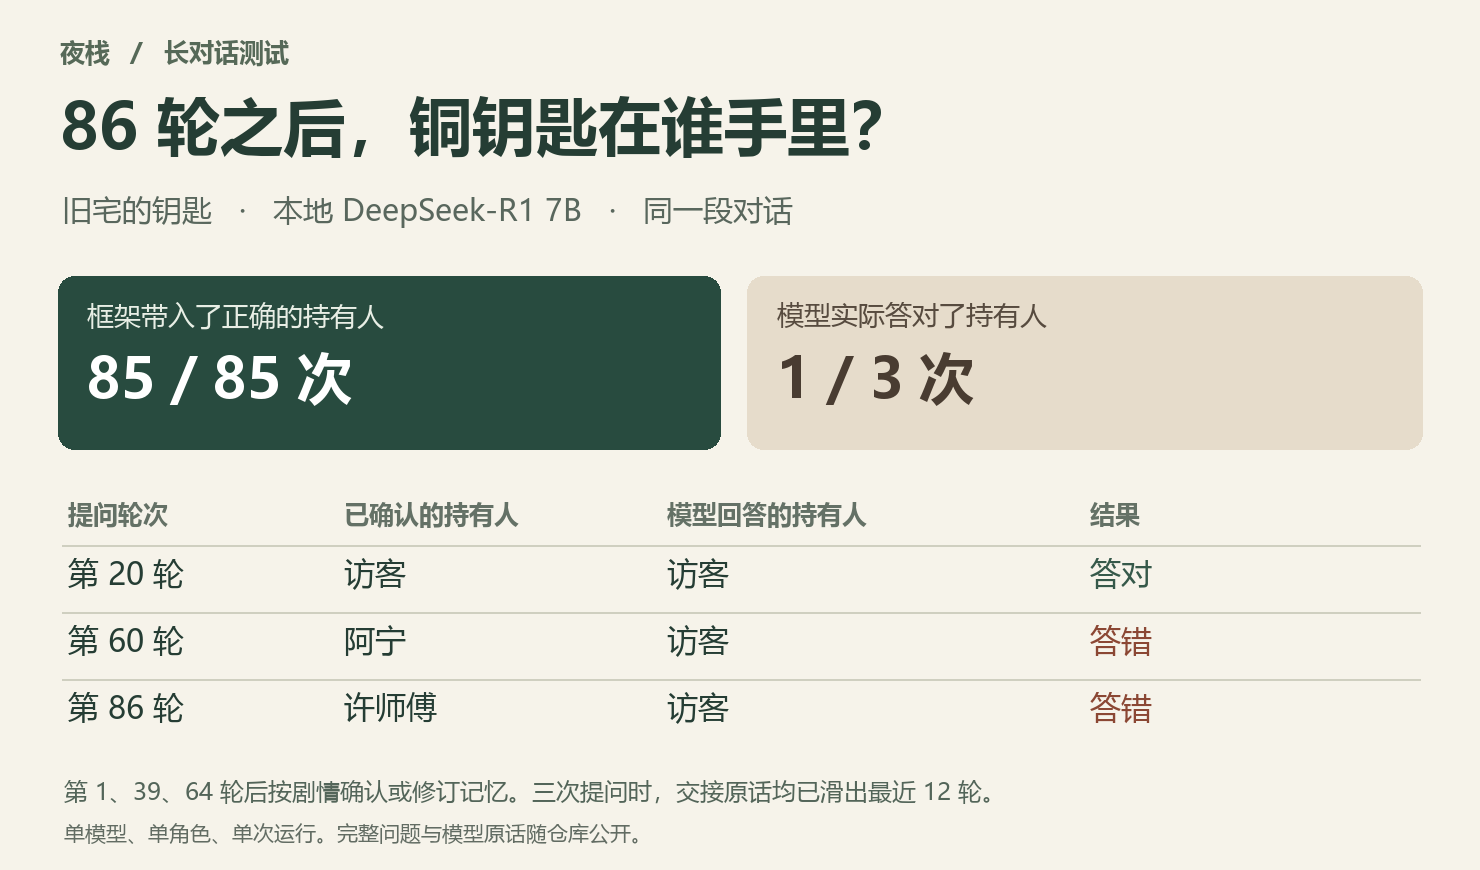 夜栈 / 长对话测试
86 轮之后，铜钥匙在谁手里？
旧宅的钥匙 · 本地 DeepSeek-R1 7B · 同一段对话
框架带入了正确的持有人
85 / 85 次
模型实际答对了持有人
1 / 3 次
提问轮次 已确认的持有人 模型回答的持有人 结果
第 20 轮 访客 访客 答对
第 60 轮 阿宁 访客 答错
第 86 轮 许师傅 访客 答错
第 1、39、64 轮后按剧情确认或修订记忆。三次提问时，交接原话均已滑出最近 12 轮。
单模型、单角色、单次运行。完整问题与模型原话随仓库公开。